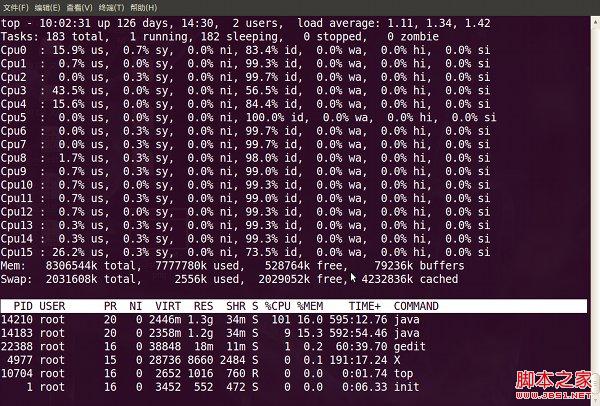 文件(F) 编辑(E) 查看(V) 终端(T) 帮助(H)
top - 10:02:31 up 126 days, 14:30, 2 users, load average: 1.11, 1.34, 1.42
Tasks: 183 total, 1 running, 182 sleeping, 0 stopped, 0 zombie
Cpu0 : 15.9% us, 0.7% sy, 0.0% ni, 83.4% id, 0.0% wa, 0.0% hi, 0.0% si
Cpu1 : 0.7% us, 0.0% sy, 0.0% ni, 99.3% id, 0.0% wa, 0.0% hi, 0.0% si
Cpu2 : 0.0% us, 0.3% sy, 0.0% ni, 99.7% id, 0.0% wa, 0.0% hi, 0.0% si
Cpu3 : 43.5% us, 0.0% sy, 0.0% ni, 56.5% id, 0.0% wa, 0.0% hi, 0.0% si
Cpu4 : 15.6% us, 0.0% sy, 0.0% ni, 84.4% id, 0.0% wa, 0.0% hi, 0.0% si
Cpu5 : 0.0% us, 0.0% sy, 0.0% ni, 100.0% id, 0.0% wa, 0.0% hi, 0.0% si
Cpu6 : 0.0% us, 0.3% sy, 0.0% ni, 99.7% id, 0.0% wa, 0.0% hi, 0.0% si
Cpu7 : 0.0% us, 0.3% sy, 0.0% ni, 99.7% id, 0.0% wa, 0.0% hi, 0.0% si
Cpu8 : 1.7% us, 0.3% sy, 0.0% ni, 98.0% id, 0.0% wa, 0.0% hi, 0.0% si
Cpu9 : 0.7% us, 0.0% sy, 0.0% ni, 99.3% id, 0.0% wa, 0.0% hi, 0.0% si
Cpu10 : 0.7% us, 0.0% sy, 0.0% ni, 99.3% id, 0.0% wa, 0.0% hi, 0.0% si
Cpu11 : 0.7% us, 0.3% sy, 0.0% ni, 99.0% id, 0.0% wa, 0.0% hi, 0.0% si
Cpu12 : 0.7% us, 0.0% sy, 0.0% ni, 99.3% id, 0.0% wa, 0.0% hi, 0.0% si
Cpu13 : 0.3% us, 0.3% sy, 0.0% ni, 99.3% id, 0.0% wa, 0.0% hi, 0.0% si
Cpu14 : 0.3% us, 0.3% sy, 0.0% ni, 99.3% id, 0.0% wa, 0.0% hi, 0.0% si
Cpu15 : 26.2% us, 0.3% sy, 0.0% ni, 73.5% id, 0.0% wa, 0.0% hi, 0.0% si
Mem: 8306544k total, 7777780k used, 528764k free, 79236k buffers
Swap: 2031608k total, 2556k used, 2029052k free, 4232836k cached
PID USER PR NI VIRT RES SHR S %CPU %MEM TIME+ COMMAND
14210 root 20 0 2446m 1.3g 34m S 101 16.0 595:12.76 java
14183 root 20 0 2358m 1.2g 34m S 9 15.3 592:54.46 java
22388 root 16 0 38848 18m 11m S 1 0.2 60:39.70 gedit
4977 root 15 0 28736 8660 2484 S 0 0.1 191:17.24 X
10704 root 16 0 2652 1016 760 R 0 0.0 0:01.74 top
1 root 16 0 3452 552 472 S 0 0.0 0:06.33 init
脚本之家
www.jb51.net